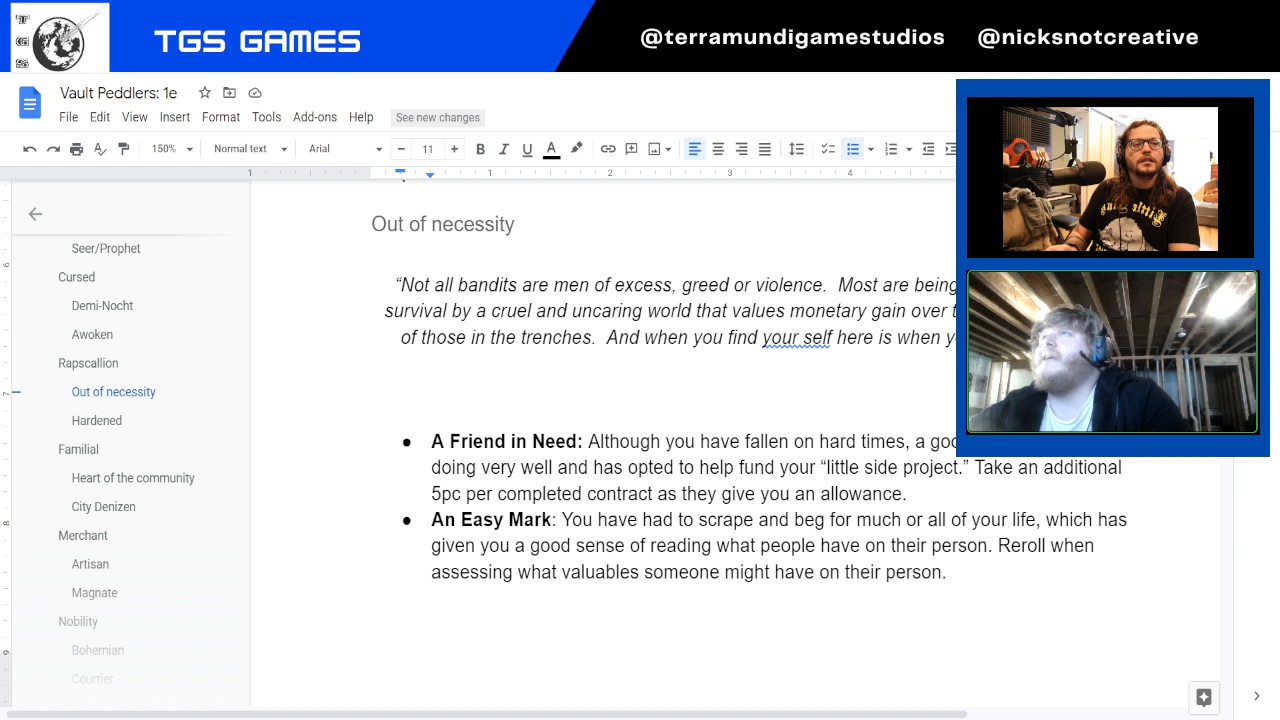 T
G
S
TGS GAMES
@terramundigamestudios @nicksnotcreative
Vault Peddlers: 1e
File Edit View Insert Format Tools Add-ons Help See new changes
150% Normal text Arial 11 B I U A
1 1 2 3 4
Out of necessity
“Not all bandits are men of excess, greed or violence. Most are being
survival by a cruel and uncaring world that values monetary gain over
of those in the trenches. And when you find your self here is when
A Friend in Need: Although you have fallen on hard times, a
doing very well and has opted to help fund your “little side project.” Take an additional
5pc per completed contract as they give you an allowance.
An Easy Mark: You have had to scrape and beg for much or all of your life, which has
given you a good sense of reading what people have on their person. Reroll when
assessing what valuables someone might have on their person.
Seer/Prophet
Cursed
Demi-Nocht
Awoken
Rapscallion
Out of necessity
Hardened
Familial
Heart of the community
City Denizen
Merchant
Artisan
Magnate
Nobility
Bohemian
Courtier